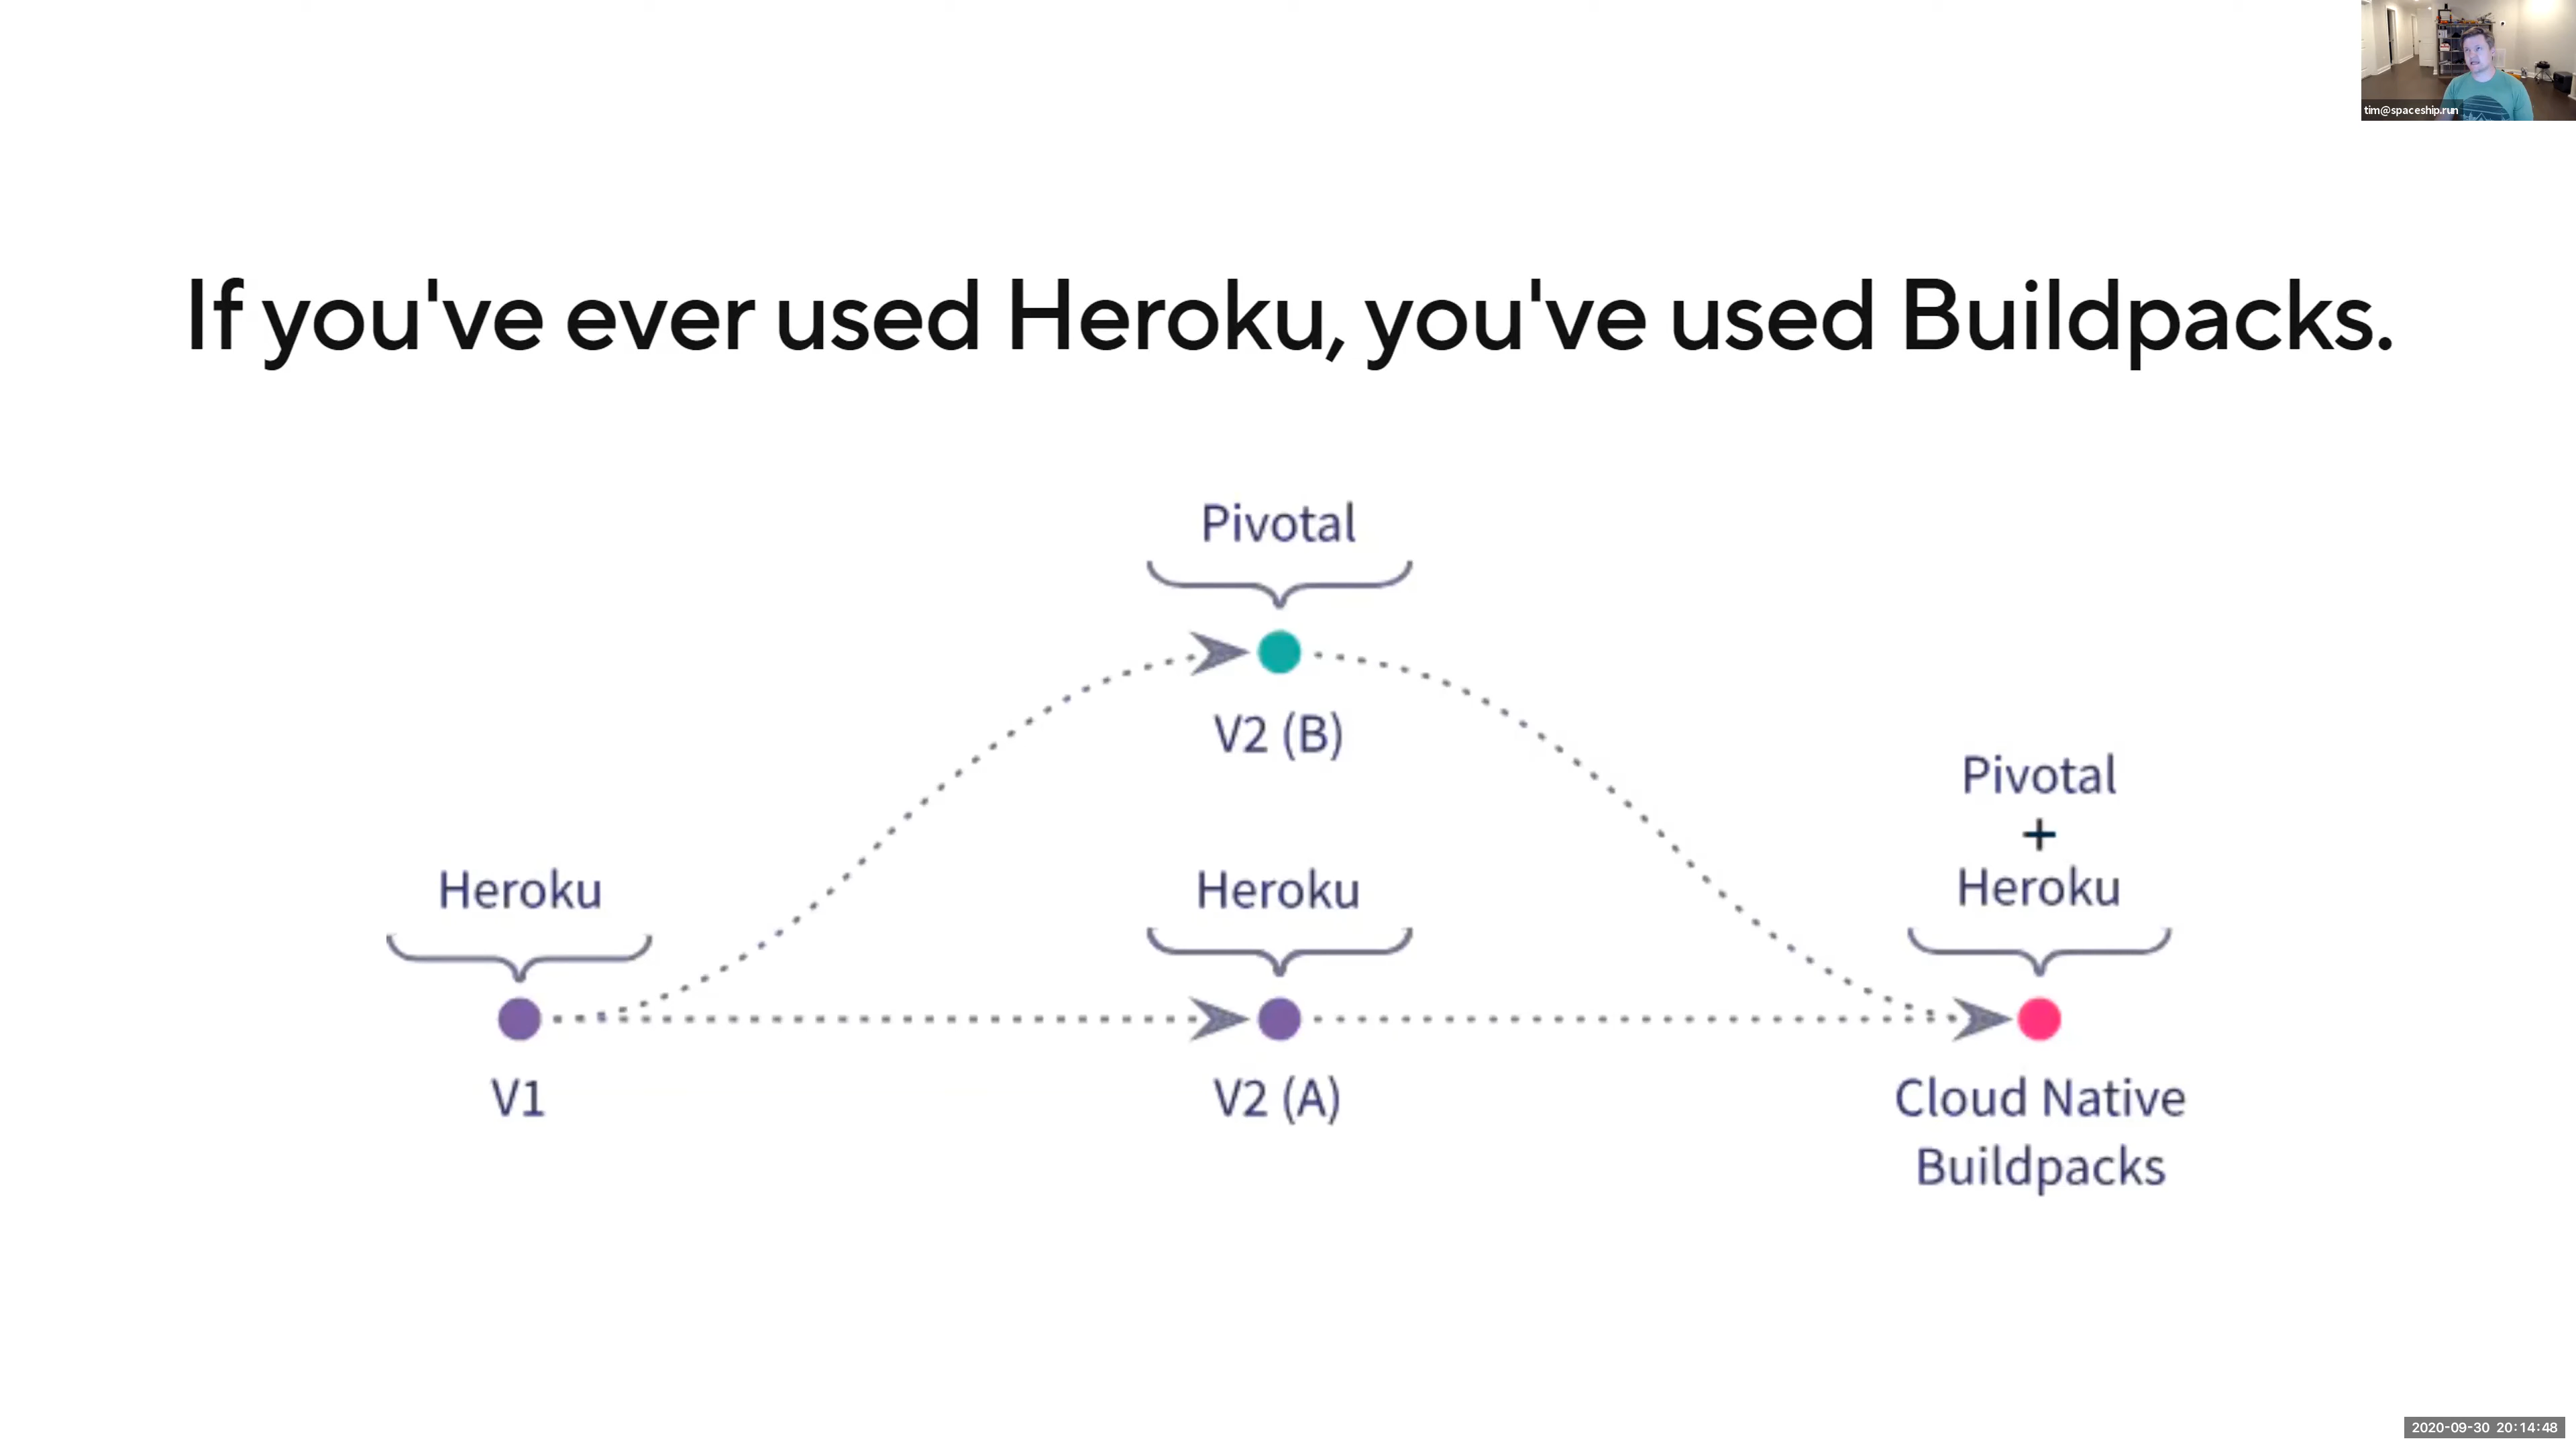 tim@spaceship.run
If you've ever used Heroku, you've used Buildpacks.
Pivotal
V2 (B)
Pivotal
+
Heroku
Heroku
Heroku
V1
V2 (A)
Cloud Native
Buildpacks
2020-09-30 20:14:48